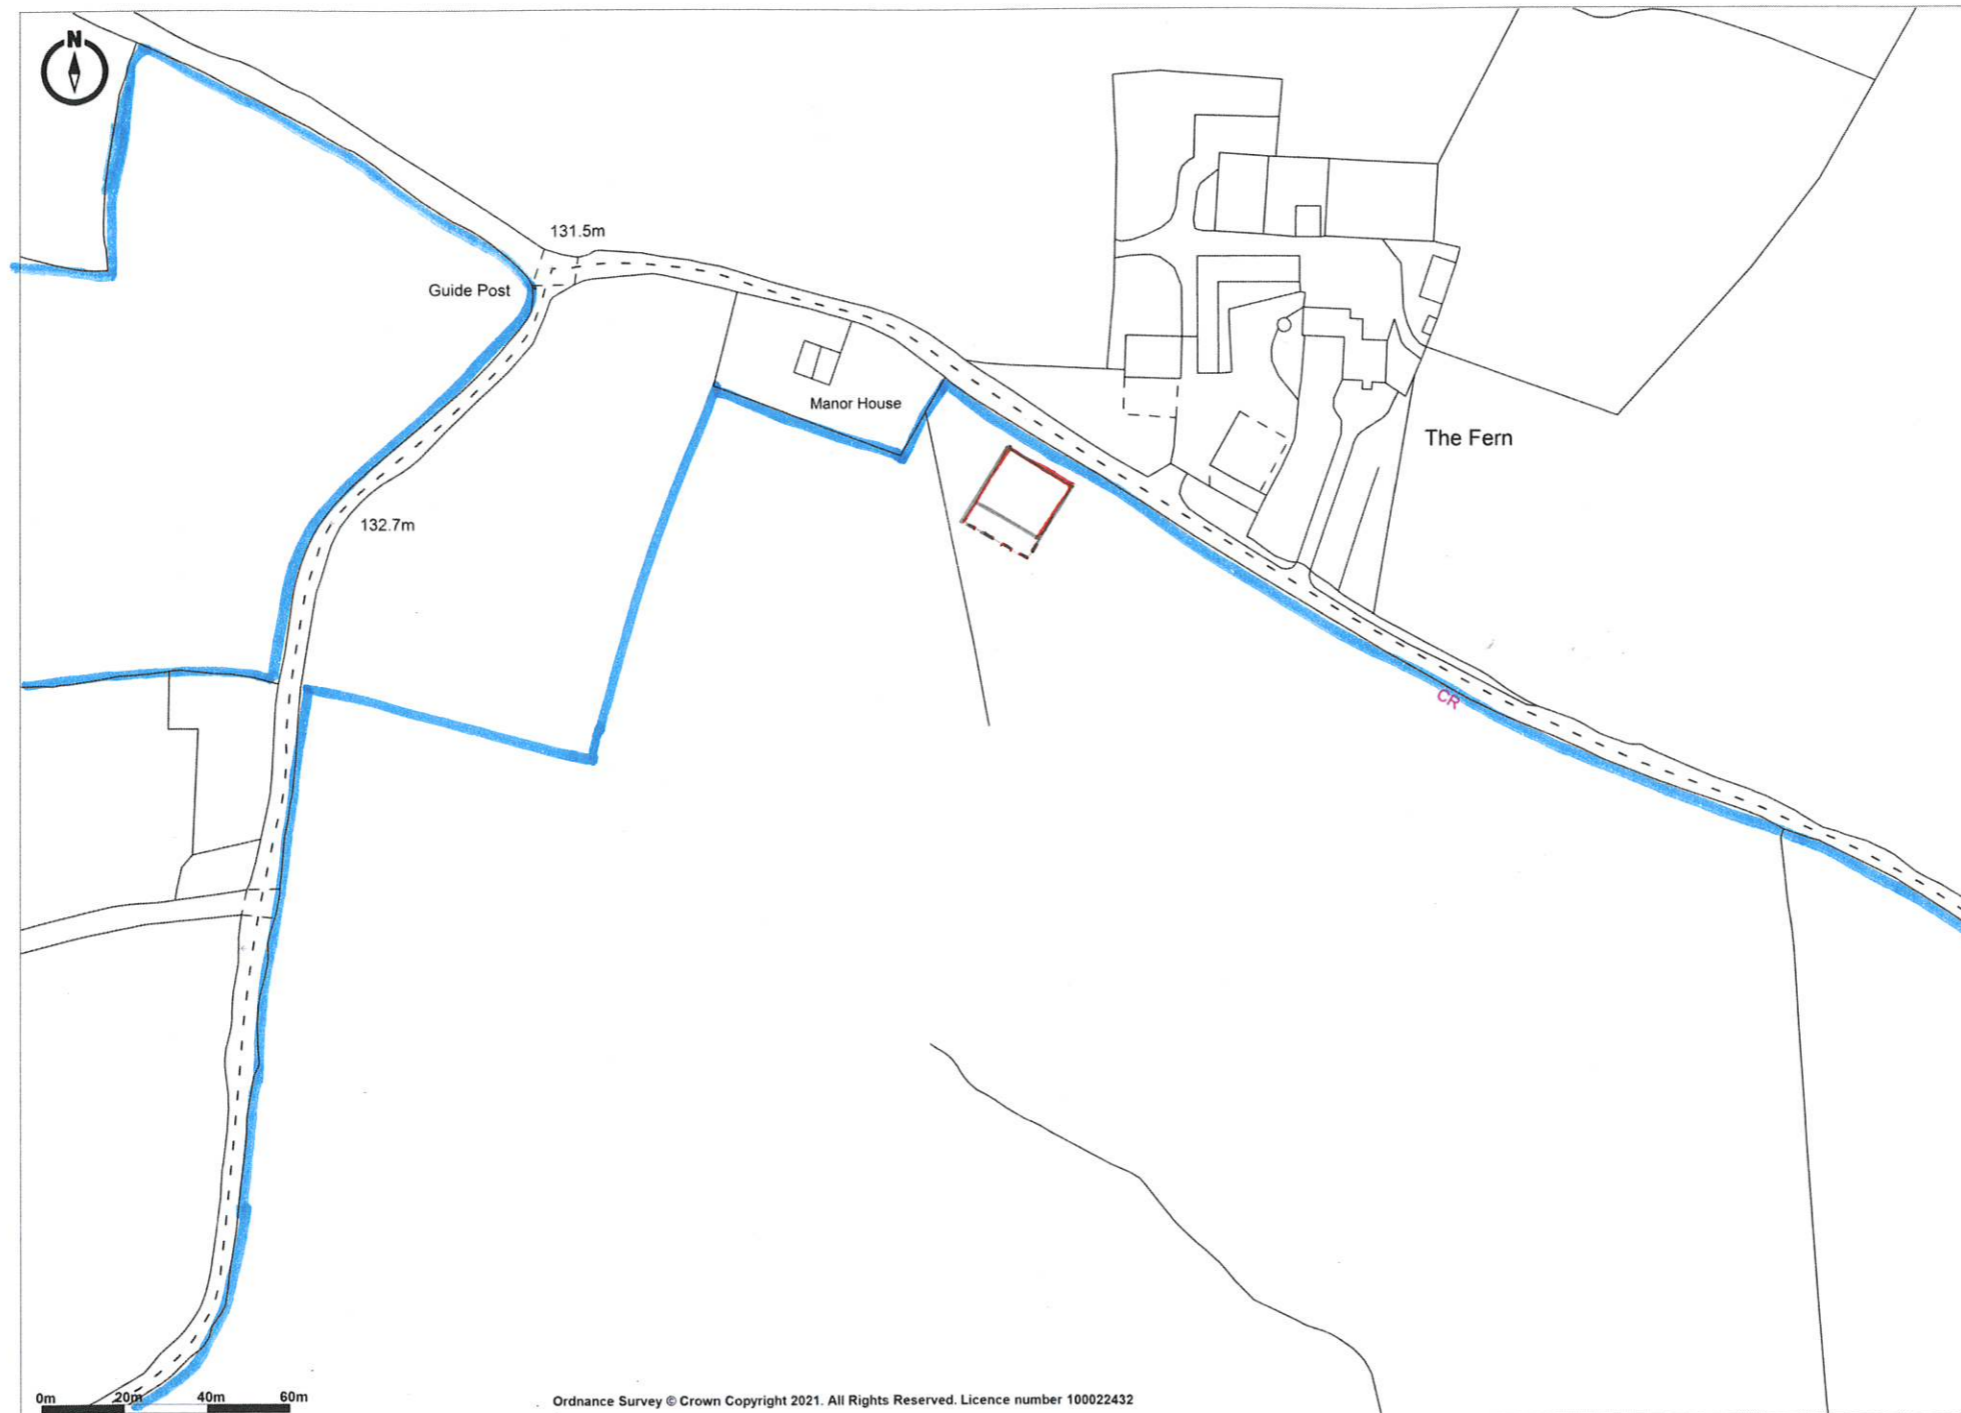 N
131.5m
Guide Post
Manor House
The Fern
132.7m
CR
0m 20m 40m 60m
Ordnance Survey © Crown Copyright 2021. All Rights Reserved. Licence number 100022432